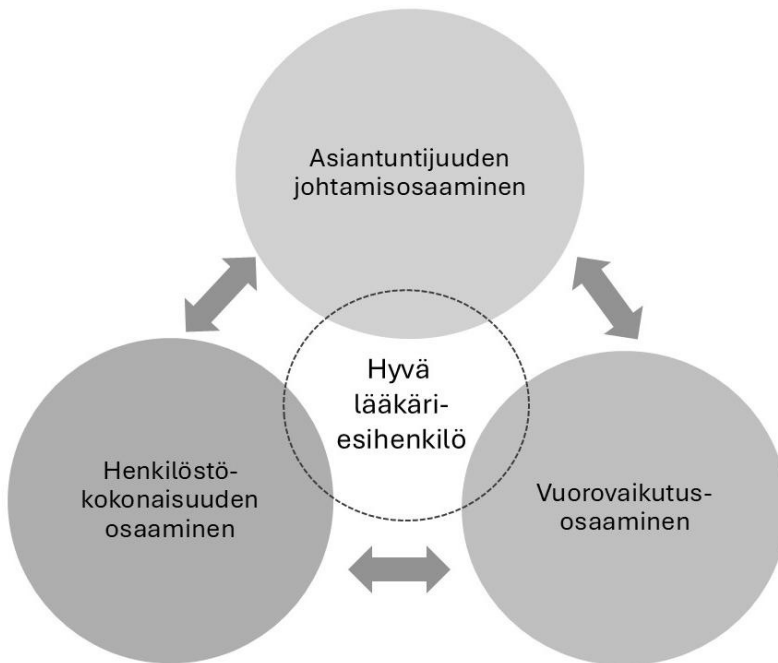 Asiantuntijuuden
johtamisosaaminen
Hyvä
lääkäri-
esihenkilö
Henkilöstö-
kokonaisuuden
osaaminen
Vuorovaikutus-
osaaminen